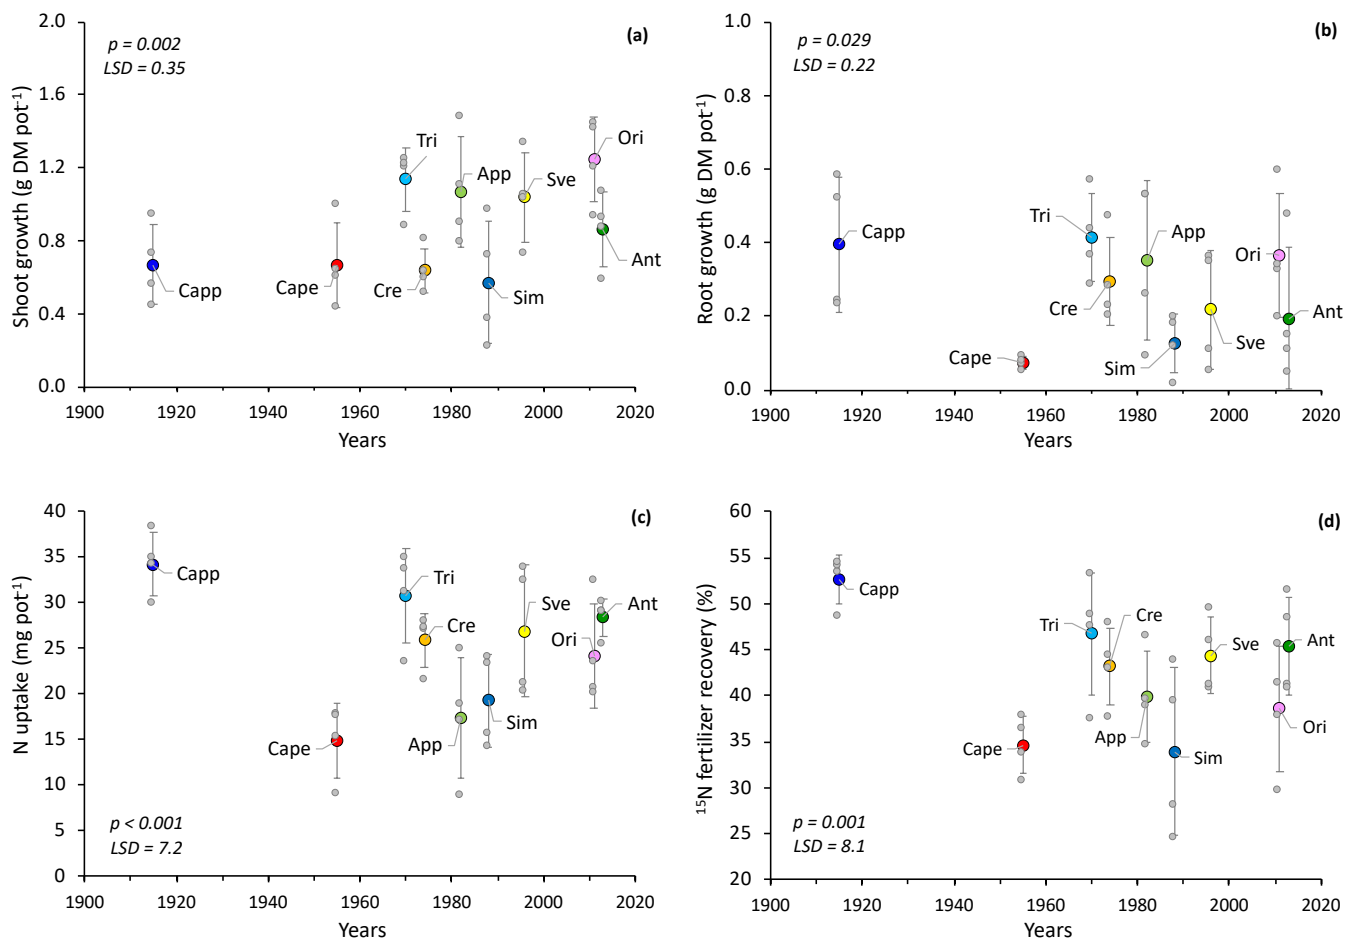 (a)
p = 0.002
LSD = 0.35
Shoot growth (g DM pot⁻¹)
2.0
1.6
1.2
0.8
0.4
0.0
Capp
Cape
Tri
Cre
App
Sim
Sve
Ori
Ant
1900 1920 1940 1960 1980 2000 2020
Years
(b)
p = 0.029
LSD = 0.22
Root growth (g DM pot⁻¹)
1.0
0.8
0.6
0.4
0.2
0.0
Capp
Cape
Tri
Cre
App
Sim
Sve
Ori
Ant
1900 1920 1940 1960 1980 2000 2020
Years
(c)
N uptake (mg pot⁻¹)
40
35
30
25
20
15
10
5
0
Capp
Cape
Tri
Cre
App
Sim
Sve
Ori
Ant
p < 0.001
LSD = 7.2
1900 1920 1940 1960 1980 2000 2020
Years
(d)
¹⁵N fertilizer recovery (%)
60
55
50
45
40
35
30
25
20
Capp
Cape
Tri
Cre
App
Sim
Sve
Ori
Ant
p = 0.001
LSD = 8.1
1900 1920 1940 1960 1980 2000 2020
Years